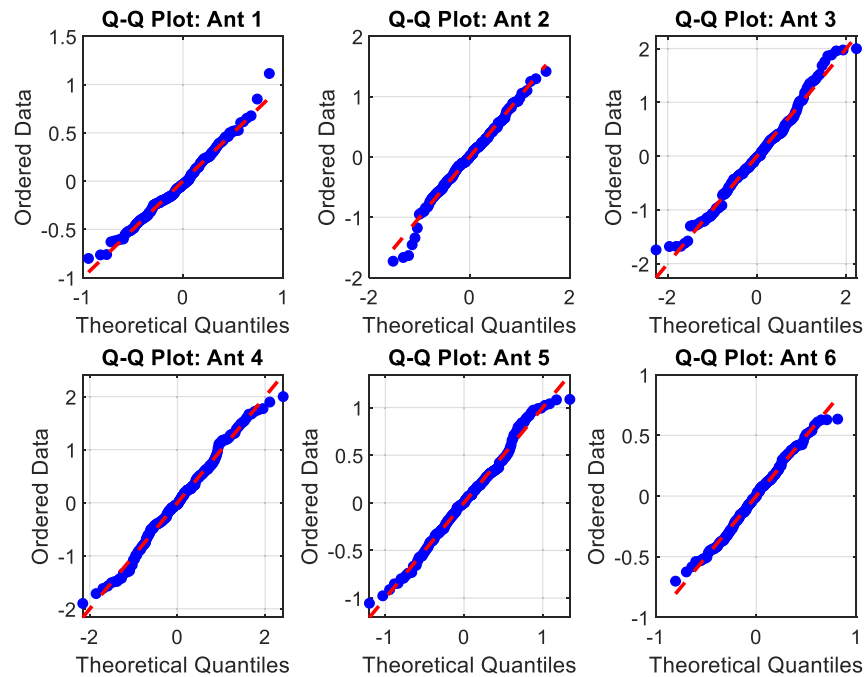 Q-Q Plot: Ant 1
Ordered Data
1.5
1
0.5
0
-0.5
-1
-1
0
1
Theoretical Quantiles
Q-Q Plot: Ant 2
Ordered Data
2
1
0
-1
-2
-2
0
2
Theoretical Quantiles
Q-Q Plot: Ant 3
Ordered Data
2
1
0
-1
-2
-2
0
2
Theoretical Quantiles
Q-Q Plot: Ant 4
Ordered Data
2
1
0
-1
-2
-2
0
2
Theoretical Quantiles
Q-Q Plot: Ant 5
Ordered Data
1
0.5
0
-0.5
-1
-1
0
1
Theoretical Quantiles
Q-Q Plot: Ant 6
Ordered Data
1
0.5
0
-0.5
-1
-1
0
1
Theoretical Quantiles